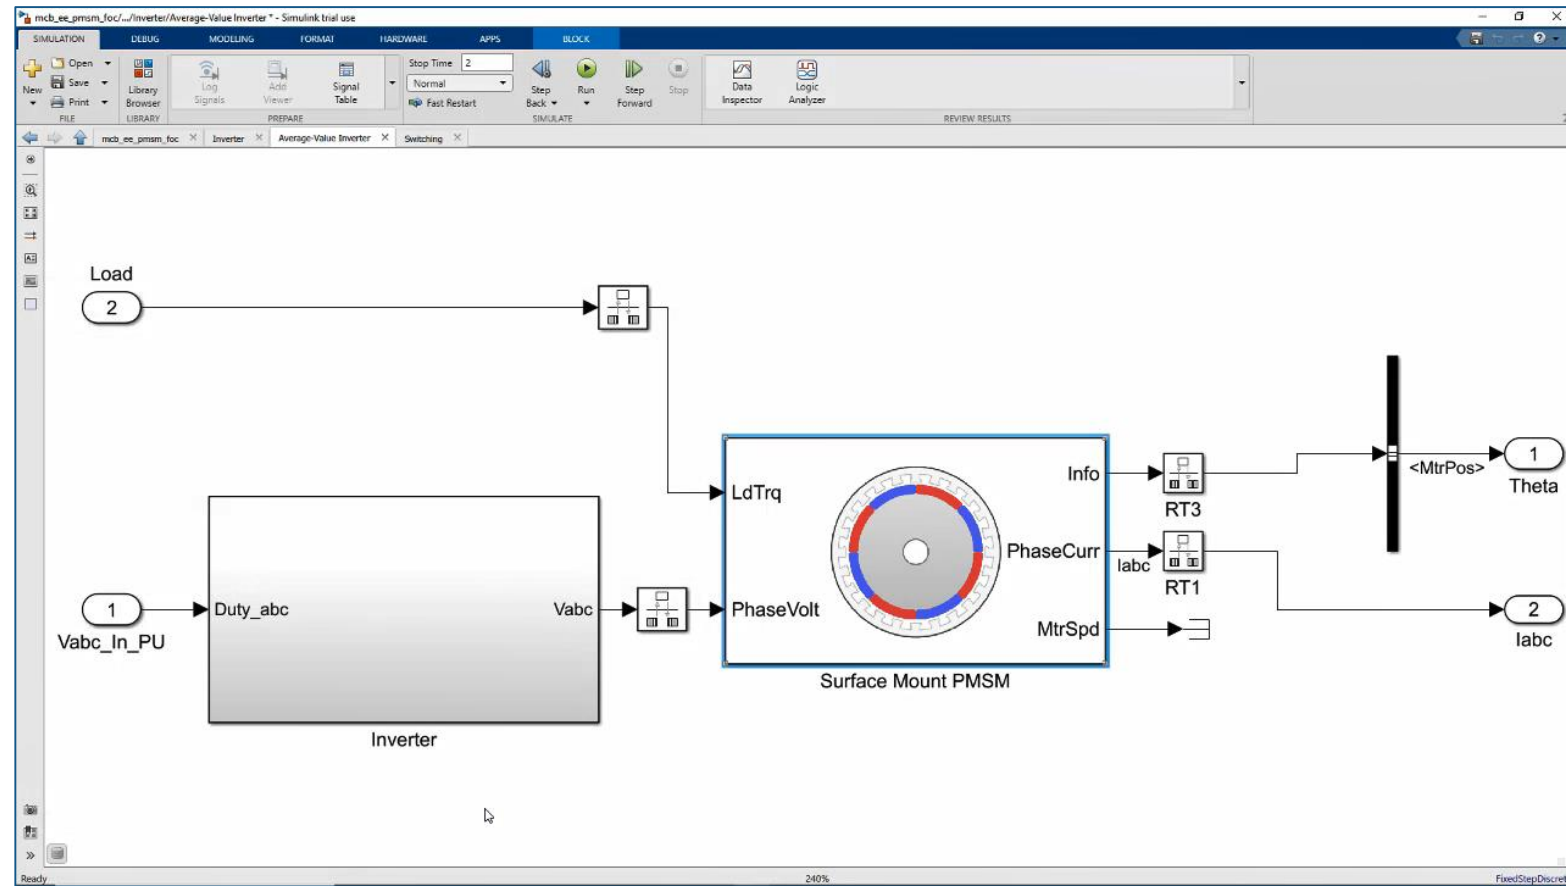 mcb_ee_pmsm_foc/.../Inverter/Average-Value Inverter * - Simulink trial use
SIMULATION DEBUG MODELING FORMAT HARDWARE APPS BLOCK
New
Open
Save
Print
FILE
Library Browser
LIBRARY
Log Signals
Add Viewer
Signal Table
PREPARE
Stop Time 2
Normal
Fast Restart
Step Back
Run
Step Forward
Stop
SIMULATE
Data Inspector
Logic Analyzer
REVIEW RESULTS
mcb_ee_pmsm_foc Inverter Average-Value Inverter Switching
Load
2
LdTrq
Info
RT3
<MtrPos>
1
Theta
PhaseCurr
Iabc
RT1
1
Vabc_In_PU
Duty_abc
Vabc
Inverter
PhaseVolt
MtrSpd
Surface Mount PMSM
2
Iabc
Ready
240%
FixedStepDiscret